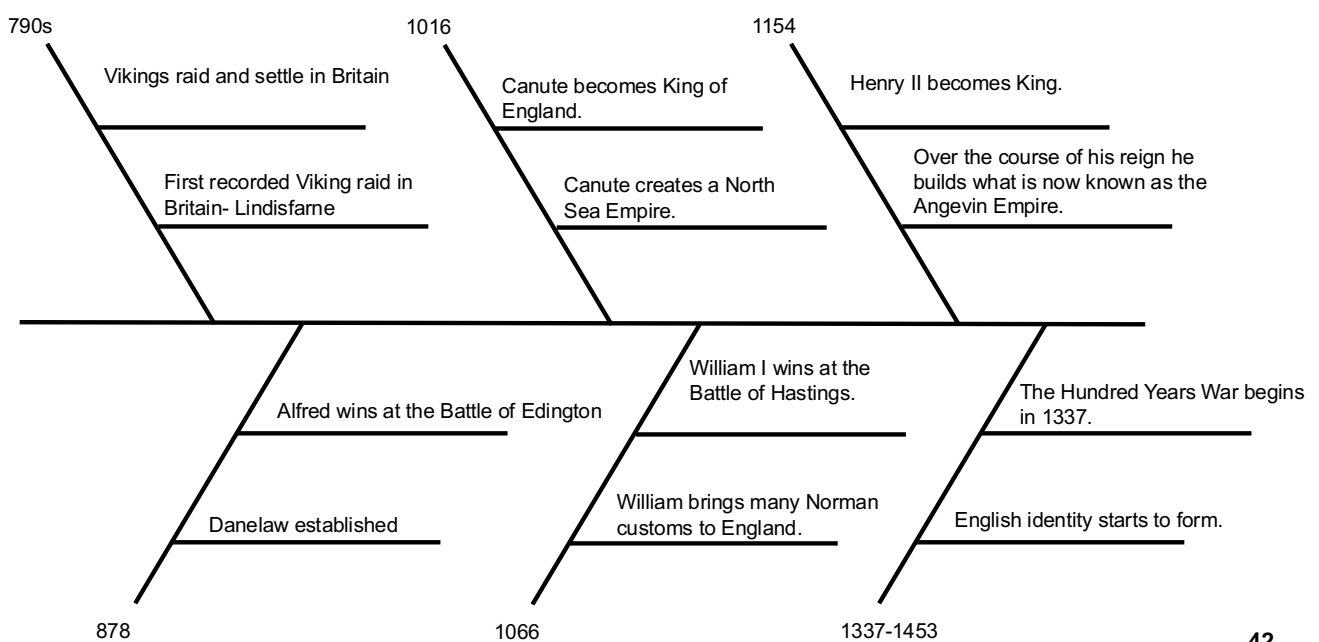 790s
Vikings raid and settle in Britain
First recorded Viking raid in
Britain- Lindisfarne
1016
Canute becomes King of
England.
Canute creates a North
Sea Empire.
1154
Henry II becomes King.
Over the course of his reign he
builds what is now known as the
Angevin Empire.
Alfred wins at the Battle of Edington
Danelaw established
878
William I wins at the
Battle of Hastings.
William brings many Norman
customs to England.
1066
The Hundred Years War begins
in 1337.
English identity starts to form.
1337-1453
42